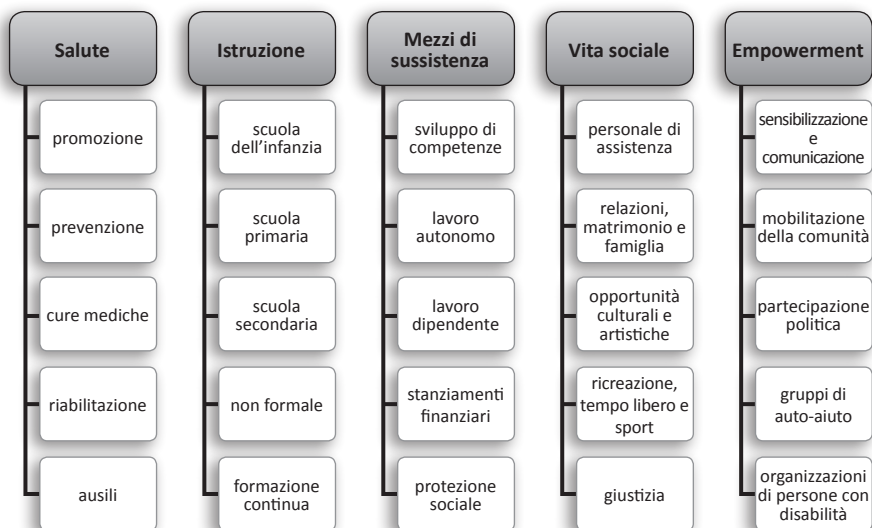 Salute
promozione
prevenzione
cure mediche
riabilitazione
ausili
Istruzione
scuola
dell’infanzia
scuola
primaria
scuola
secondaria
non formale
formazione
continua
Mezzi di
sussistenza
sviluppo di
competenze
lavoro
autonomo
lavoro
dipendente
stanziamenti
finanziari
protezione
sociale
Vita sociale
personale di
assistenza
relazioni,
matrimonio e
famiglia
opportunità
culturali e
artistiche
ricreazione,
tempo libero e
sport
giustizia
Empowerment
sensibilizzazione
e
comunicazione
mobilitazione
della comunità
partecipazione
politica
gruppi di
auto-aiuto
organizzazioni
di persone con
disabilità